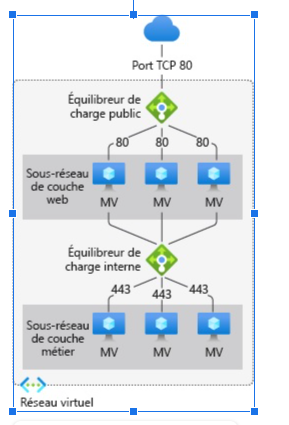 Port TCP 80
Équilibreur de
charge public
80 80 80
Sous-réseau
de couche
web
MV MV MV
Équilibreur de
charge interne
443 443 443
Sous-réseau
de couche
métier
MV MV MV
Réseau virtuel